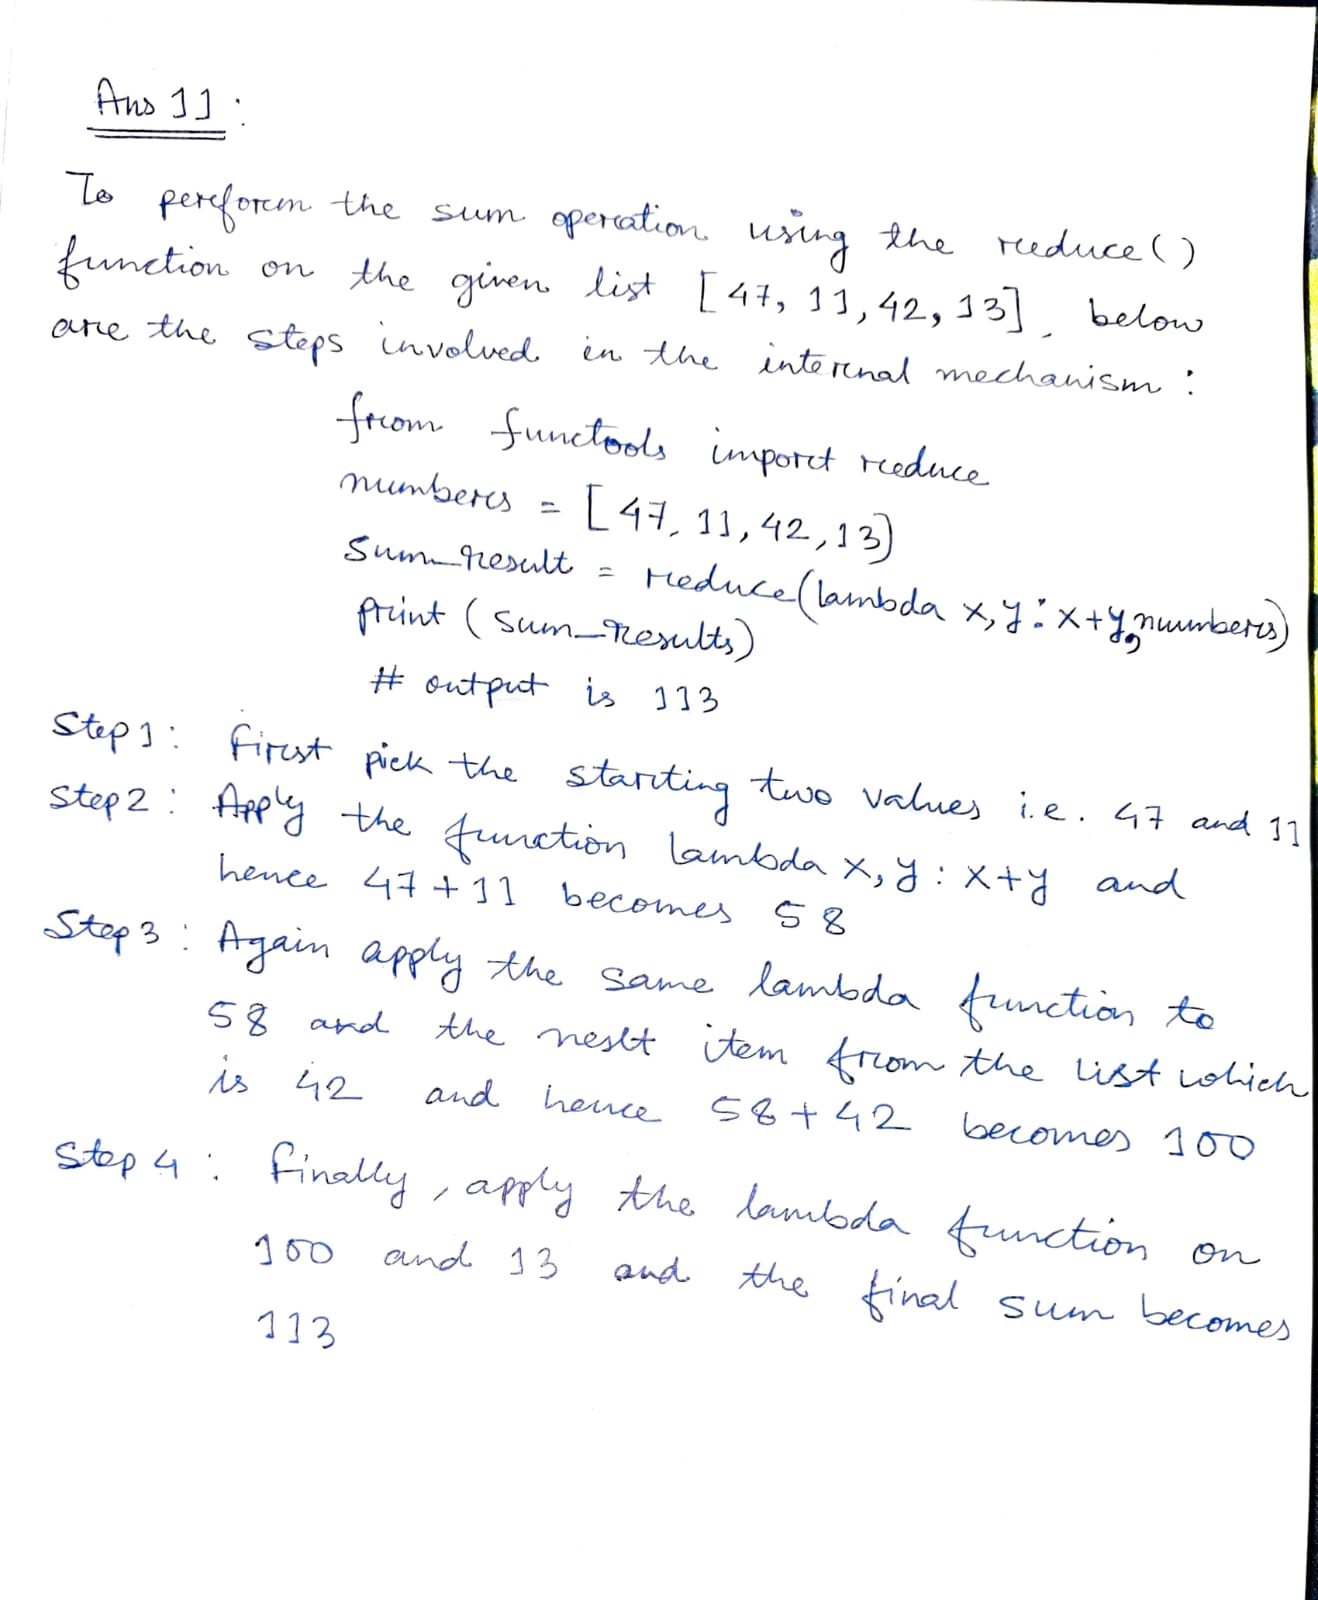 Ans 11 :
To perform the sum operation using the reduce()
function on the given list [47, 11, 42, 13], below
are the steps involved in the internal mechanism :
from functools import reduce
numbers = [47, 11, 42, 13]
sum_result = reduce(lambda x, y : x+y, numbers)
print (sum_results)
# output is 113
Step 1 : first pick the starting two values i.e. 47 and 11
Step 2 : Apply the function lambda x, y : x+y and
hence 47 + 11 becomes 58
Step 3 : Again apply the same lambda function to
58 and the next item from the list which
is 42 and hence 58 + 42 becomes 100
Step 4 : finally, apply the lambda function on
100 and 13 and the final sum becomes
113